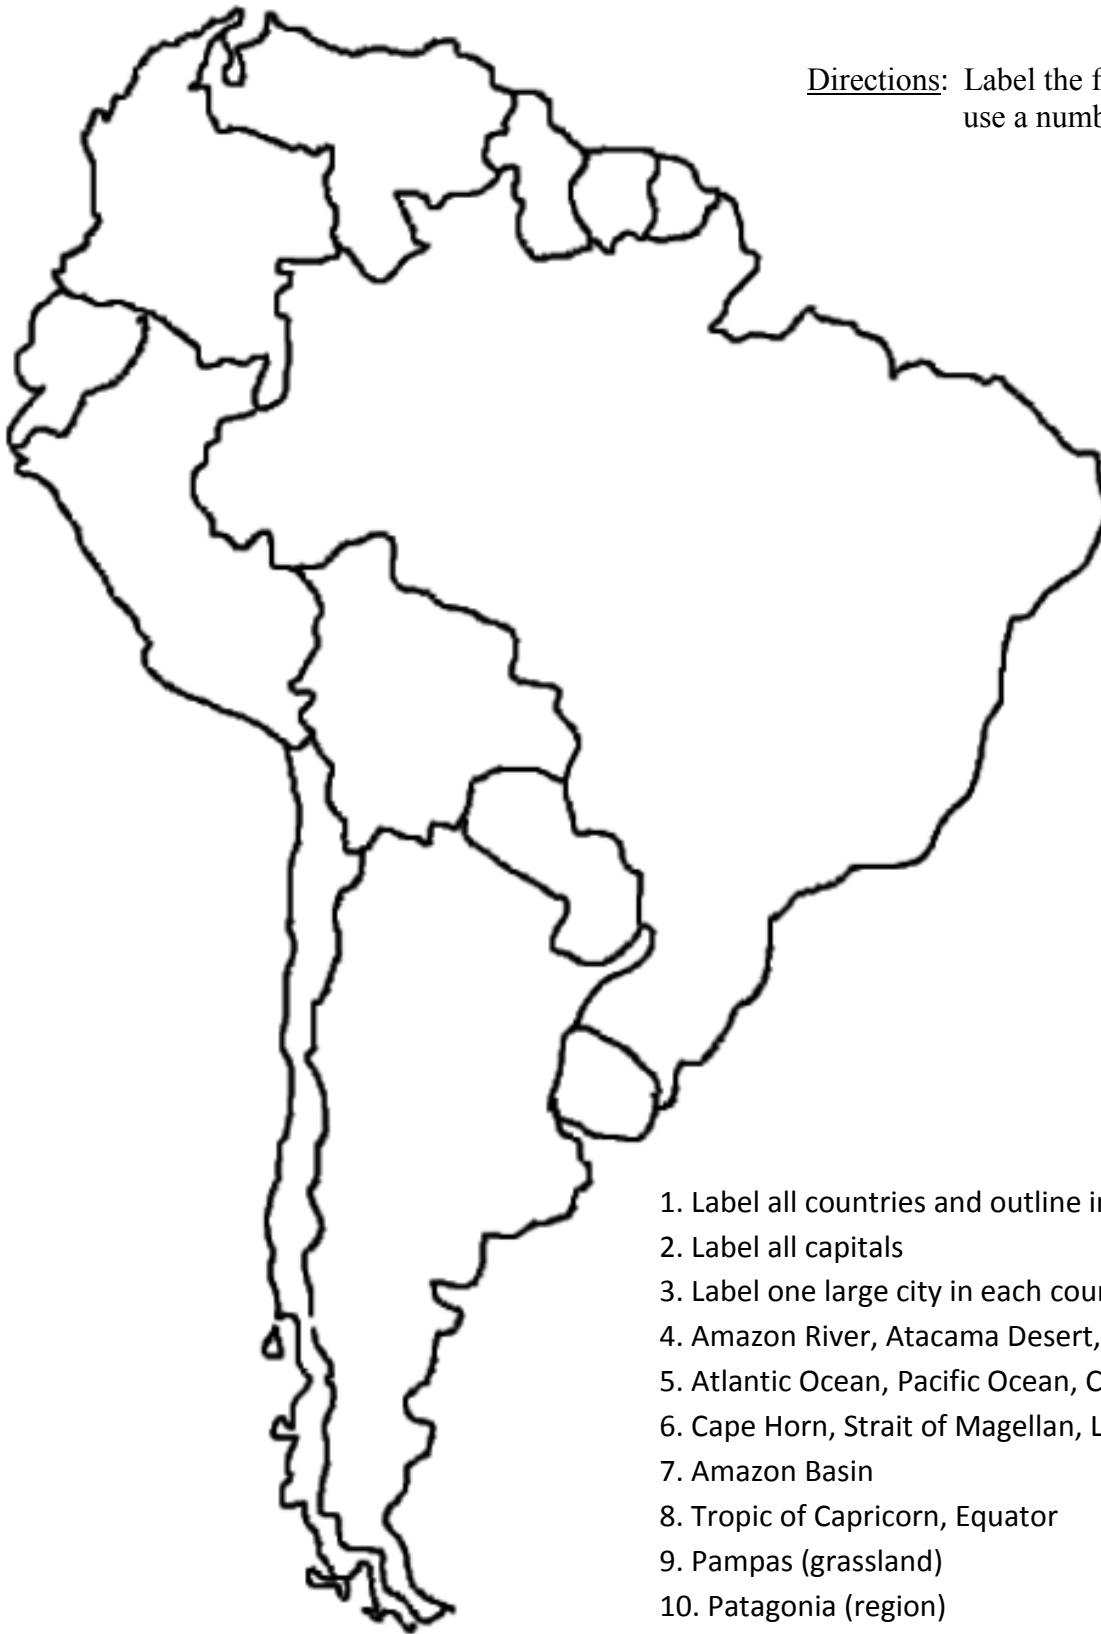 Directions: Label the
use a
1. Label all countries and outline
2. Label all capitals
3. Label one large city in each
4. Amazon River, Atacama Desert,
5. Atlantic Ocean, Pacific Ocean,
6. Cape Horn, Strait of Magellan,
7. Amazon Basin
8. Tropic of Capricorn, Equator
9. Pampas (grassland)
10. Patagonia (region)